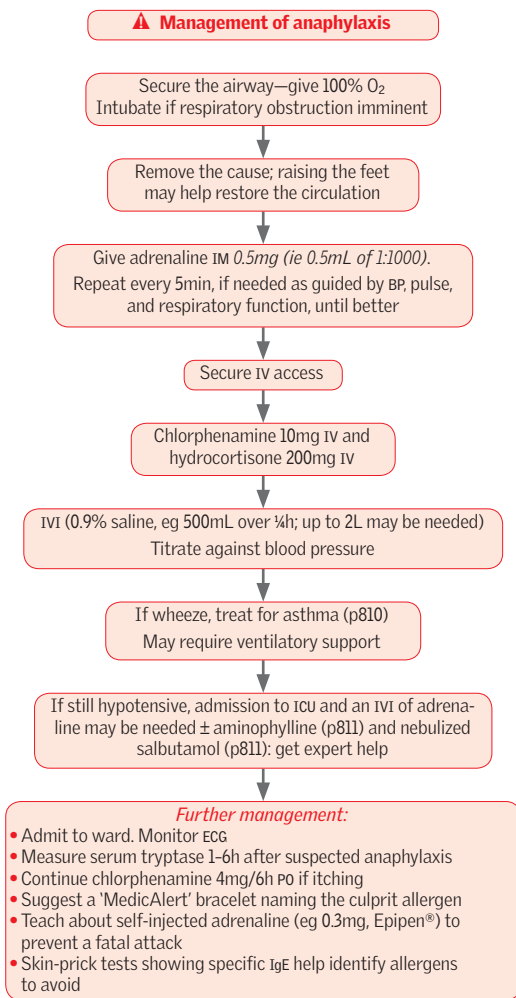 ⚠ Management of anaphylaxis
Secure the airway—give 100% O₂
Intubate if respiratory obstruction imminent
Remove the cause; raising the feet
may help restore the circulation
Give adrenaline IM 0.5mg (ie 0.5mL of 1:1000).
Repeat every 5min, if needed as guided by BP, pulse,
and respiratory function, until better
Secure IV access
Chlorphenamine 10mg IV and
hydrocortisone 200mg IV
IVI (0.9% saline, eg 500mL over ¼h; up to 2L may be needed)
Titrate against blood pressure
If wheeze, treat for asthma (p810)
May require ventilatory support
If still hypotensive, admission to ICU and an IVI of adrena-
line may be needed ± aminophylline (p811) and nebulized
salbutamol (p811): get expert help
Further management:
• Admit to ward. Monitor ECG
• Measure serum tryptase 1–6h after suspected anaphylaxis
• Continue chlorphenamine 4mg/6h PO if itching
• Suggest a ‘MedicAlert’ bracelet naming the culprit allergen
• Teach about self-injected adrenaline (eg 0.3mg, Epipen®) to
prevent a fatal attack
• Skin-prick tests showing specific IgE help identify allergens
to avoid